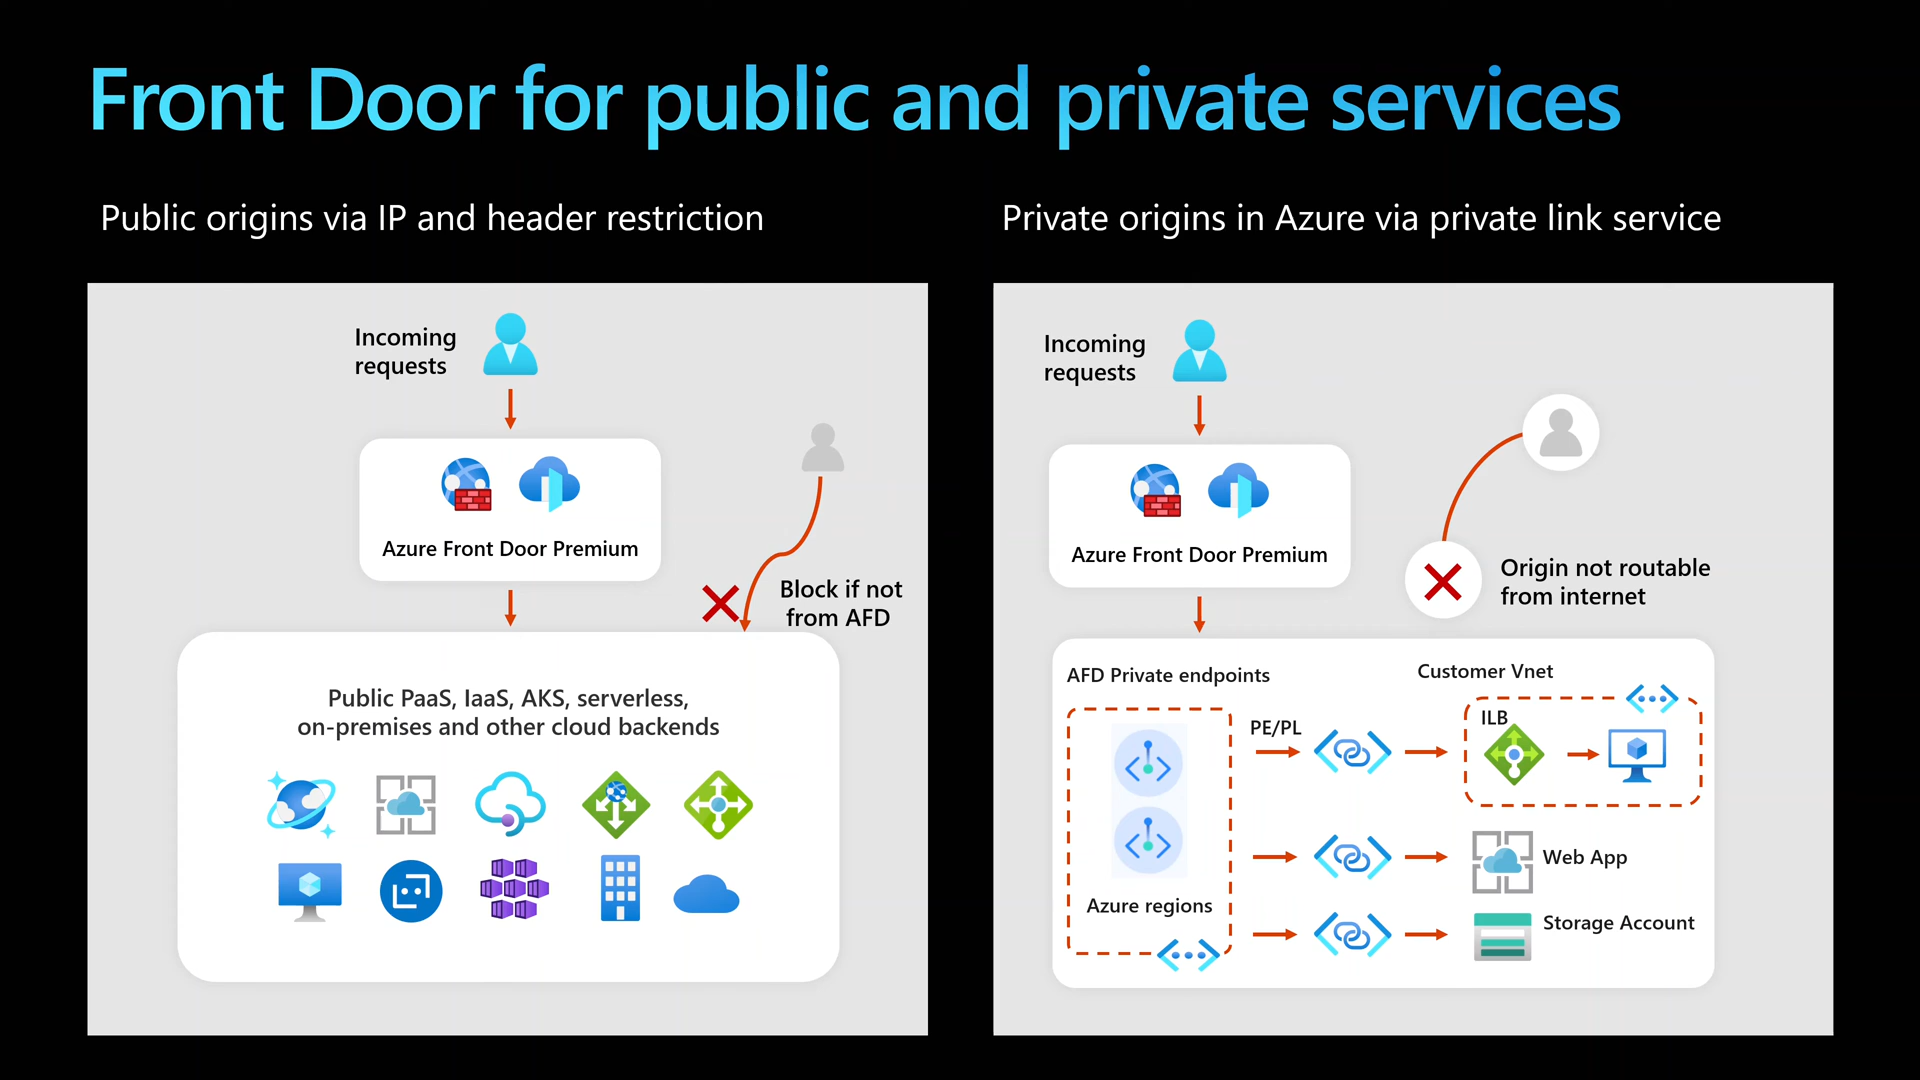 Front Door for public and private services
Public origins via IP and header restriction
Incoming
requests
Azure Front Door Premium
Block if not
from AFD
Public PaaS, IaaS, AKS, serverless,
on-premises and other cloud backends
Private origins in Azure via private link service
Incoming
requests
Azure Front Door Premium
Origin not routable
from internet
AFD Private endpoints
Customer Vnet
PE/PL
ILB
Azure regions
Web App
Storage Account